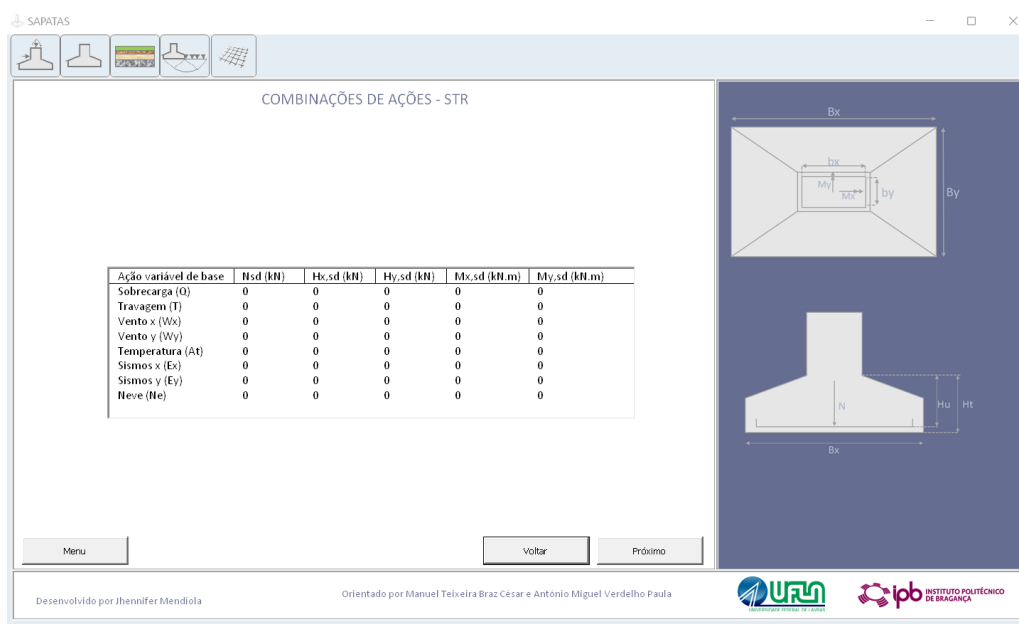 SAPATAS
COMBINAÇÕES DE AÇÕES - STR
Ação variável de base Nsd (kN) Hx,sd (kN) Hy,sd (kN) Mx,sd (kN.m) My,sd (kN.m)
Sobrecarga (Q) 0 0 0 0 0
Travagem (T) 0 0 0 0 0
Vento x (Wx) 0 0 0 0 0
Vento y (Wy) 0 0 0 0 0
Temperatura (At) 0 0 0 0 0
Sismos x (Ex) 0 0 0 0 0
Sismos y (Ey) 0 0 0 0 0
Neve (Ne) 0 0 0 0 0
Menu
Voltar
Próximo
Bx
bx
My
Mx
by
By
N
Hu
Ht
Bx
Desenvolvido por Jhennifer Mendiola
Orientado por Manuel Teixeira Braz César e António Miguel Verdelho Paula
UNIVERSIDADE FEDERAL DE LAVRAS
ipb INSTITUTO POLITÉCNICO
DE BRAGANÇA